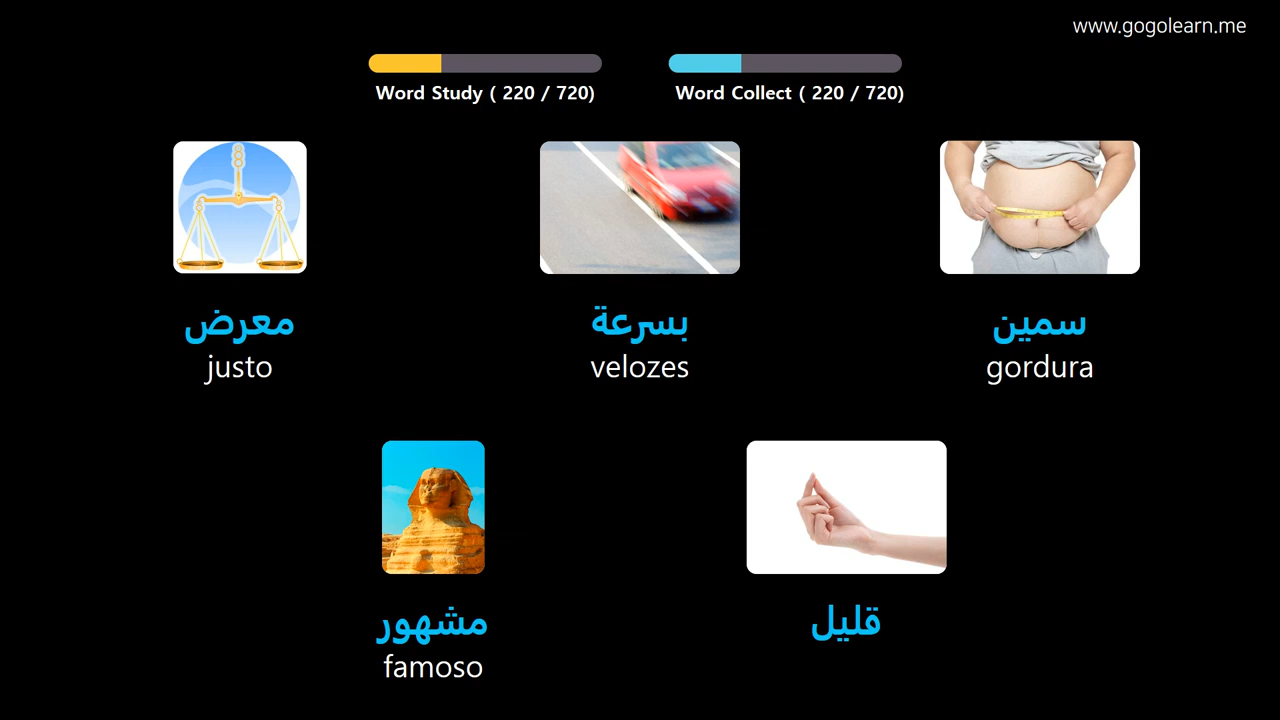 www.gogolearn.me
Word Study ( 220 / 720)
Word Collect ( 220 / 720)
معرض
justo
بسرعة
velozes
سمين
gordura
مشهور
famoso
قليل